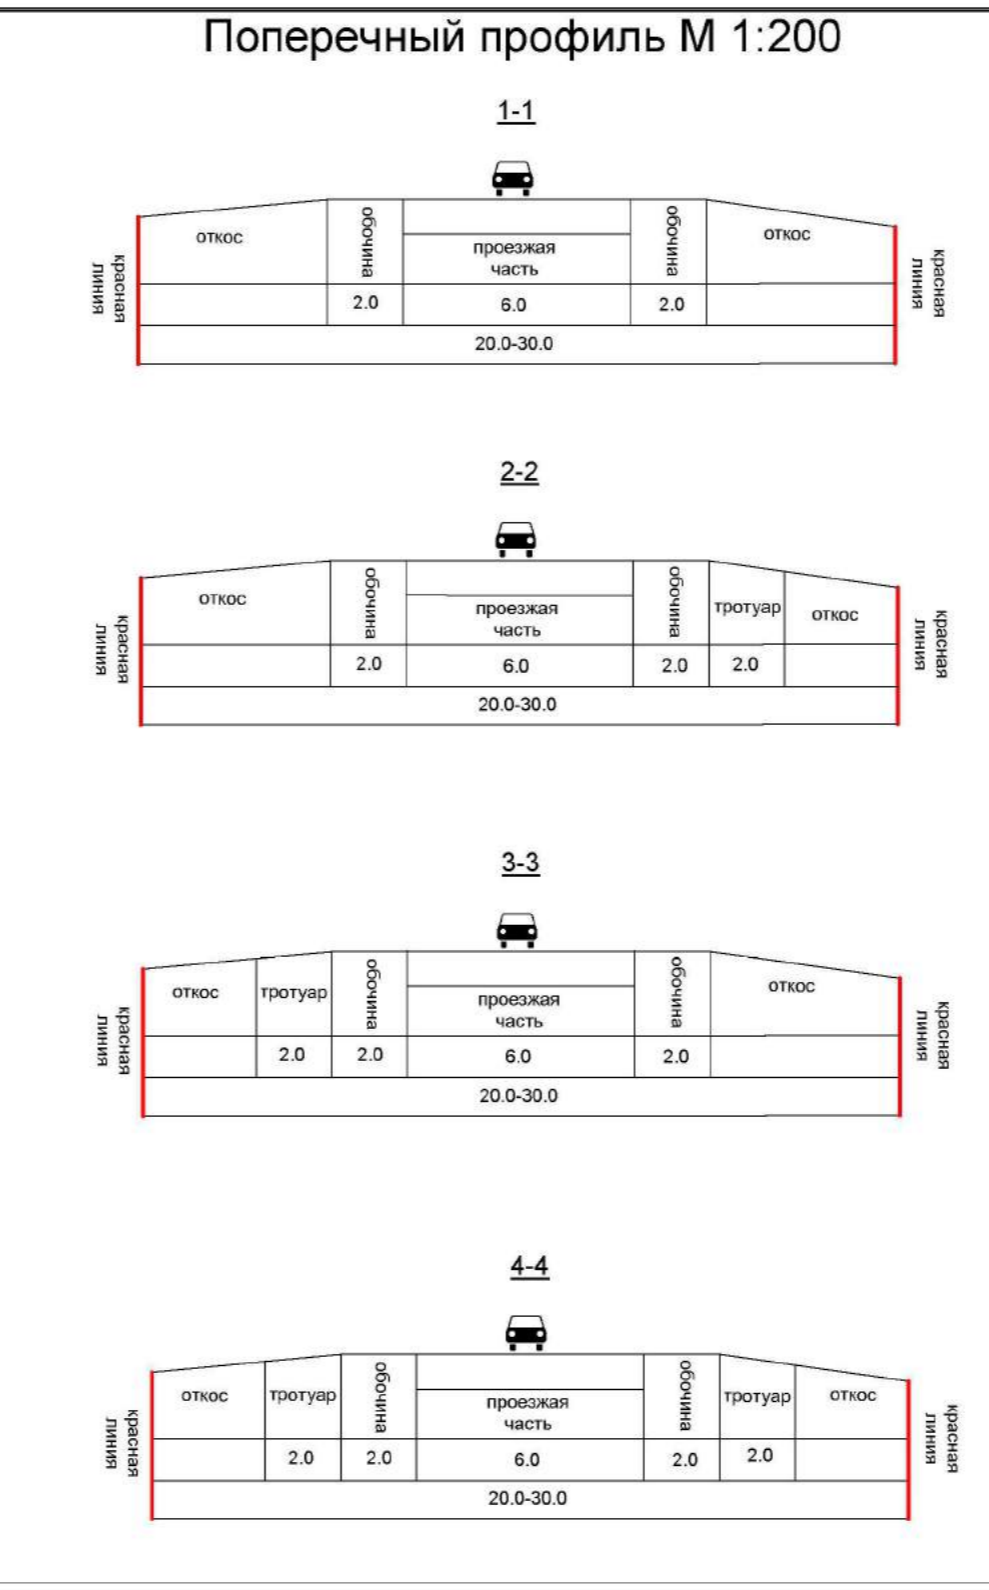 Поперечный профиль М 1:200
1-1
красная
линия
откос
обочина
проезжая
часть
обочина
откос
красная
линия
2.0
6.0
2.0
20.0-30.0
2-2
красная
линия
откос
обочина
проезжая
часть
обочина
тротуар
откос
красная
линия
2.0
6.0
2.0
2.0
20.0-30.0
3-3
красная
линия
откос
тротуар
обочина
проезжая
часть
обочина
откос
красная
линия
2.0
2.0
6.0
2.0
20.0-30.0
4-4
красная
линия
откос
тротуар
обочина
проезжая
часть
обочина
тротуар
откос
красная
линия
2.0
2.0
6.0
2.0
2.0
20.0-30.0